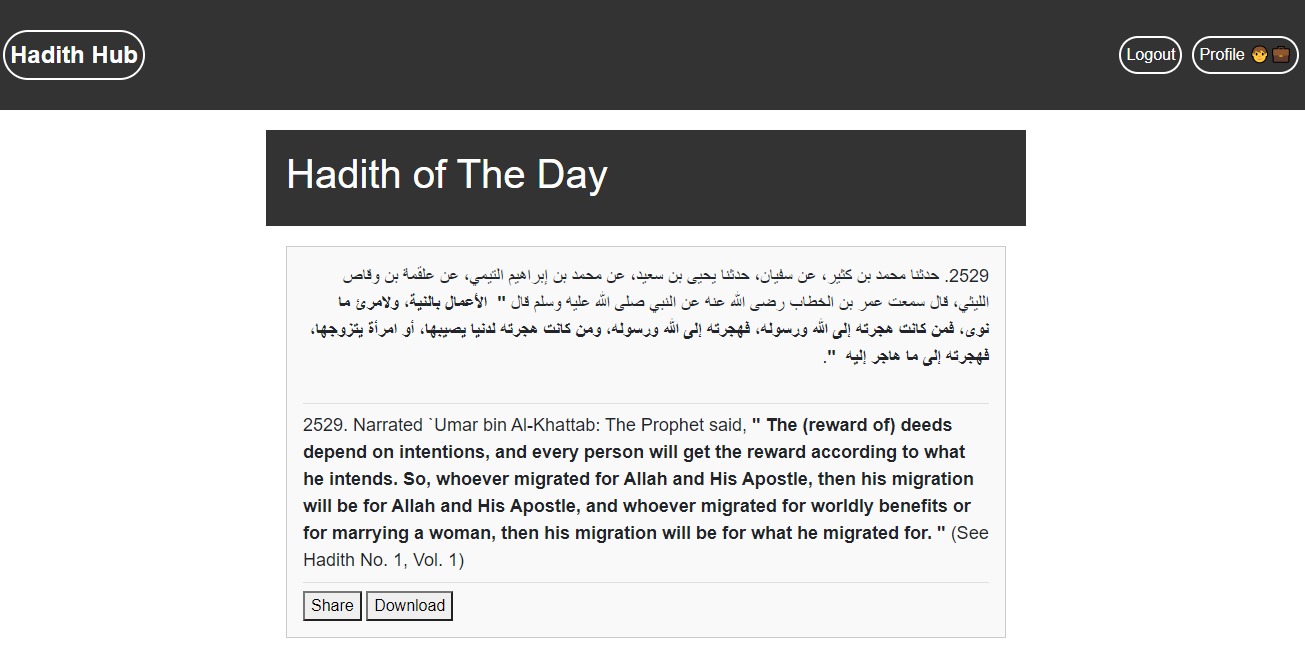 Hadith Hub
Logout
Profile 🧑💼
Hadith of The Day
2529. حدثنا محمد بن كثير، عن سفيان، حدثنا يحيى بن سعيد، عن محمد بن إبراهيم التيمي، عن علقمة بن وقاص
الليثي، قال سمعت عمر بن الخطاب رضى الله عنه عن النبي صلى الله عليه وسلم قال " الأعمال بالنية، ولامرئ ما
نوى، فمن كانت هجرته إلى الله ورسوله، فهجرته إلى الله ورسوله، ومن كانت هجرته لدنيا يصيبها، أو امرأة يتزوجها،
فهجرته إلى ما هاجر إليه ".
2529. Narrated `Umar bin Al-Khattab: The Prophet said, " The (reward of) deeds
depend on intentions, and every person will get the reward according to what
he intends. So, whoever migrated for Allah and His Apostle, then his migration
will be for Allah and His Apostle, and whoever migrated for worldly benefits or
for marrying a woman, then his migration will be for what he migrated for. " (See
Hadith No. 1, Vol. 1)
Share
Download